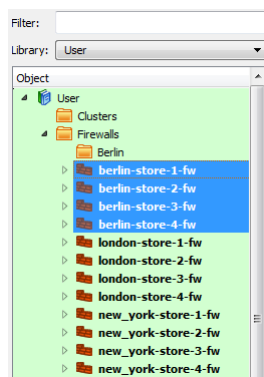 Filter:
Library: User
Object
User
Clusters
Firewalls
Berlin
berlin-store-1-fw
berlin-store-2-fw
berlin-store-3-fw
berlin-store-4-fw
london-store-1-fw
london-store-2-fw
london-store-3-fw
london-store-4-fw
new_york-store-1-fw
new_york-store-2-fw
new_york-store-3-fw
new_york-store-4-fw